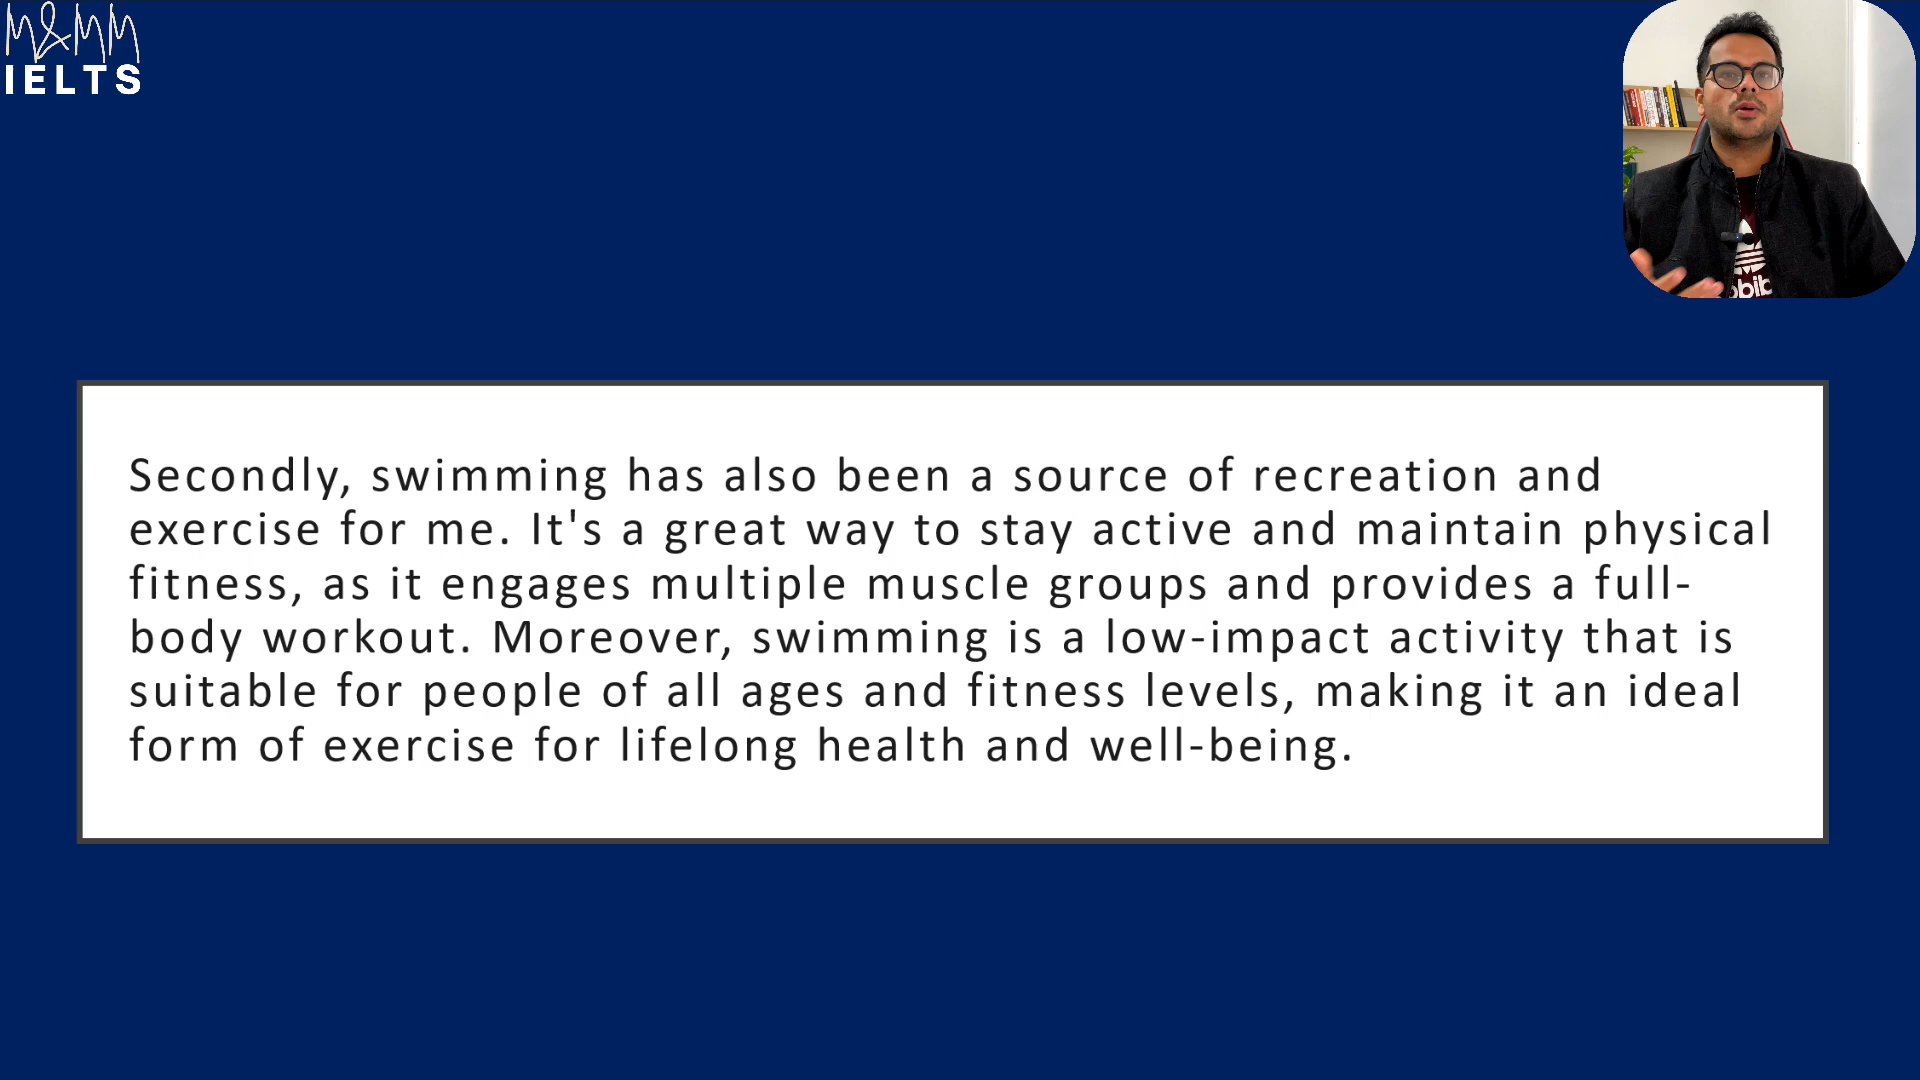 M&MM
IELTS
Secondly, swimming has also been a source of recreation and
exercise for me. It's a great way to stay active and maintain physical
fitness, as it engages multiple muscle groups and provides a full-
body workout. Moreover, swimming is a low-impact activity that is
suitable for people of all ages and fitness levels, making it an ideal
form of exercise for lifelong health and well-being.